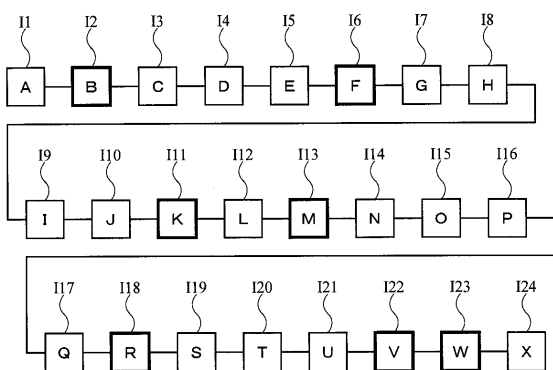 I1 I2 I3 I4 I5 I6 I7 I8
A B C D E F G H
I9 I10 I11 I12 I13 I14 I15 I16
I J K L M N O P
I17 I18 I19 I20 I21 I22 I23 I24
Q R S T U V W X